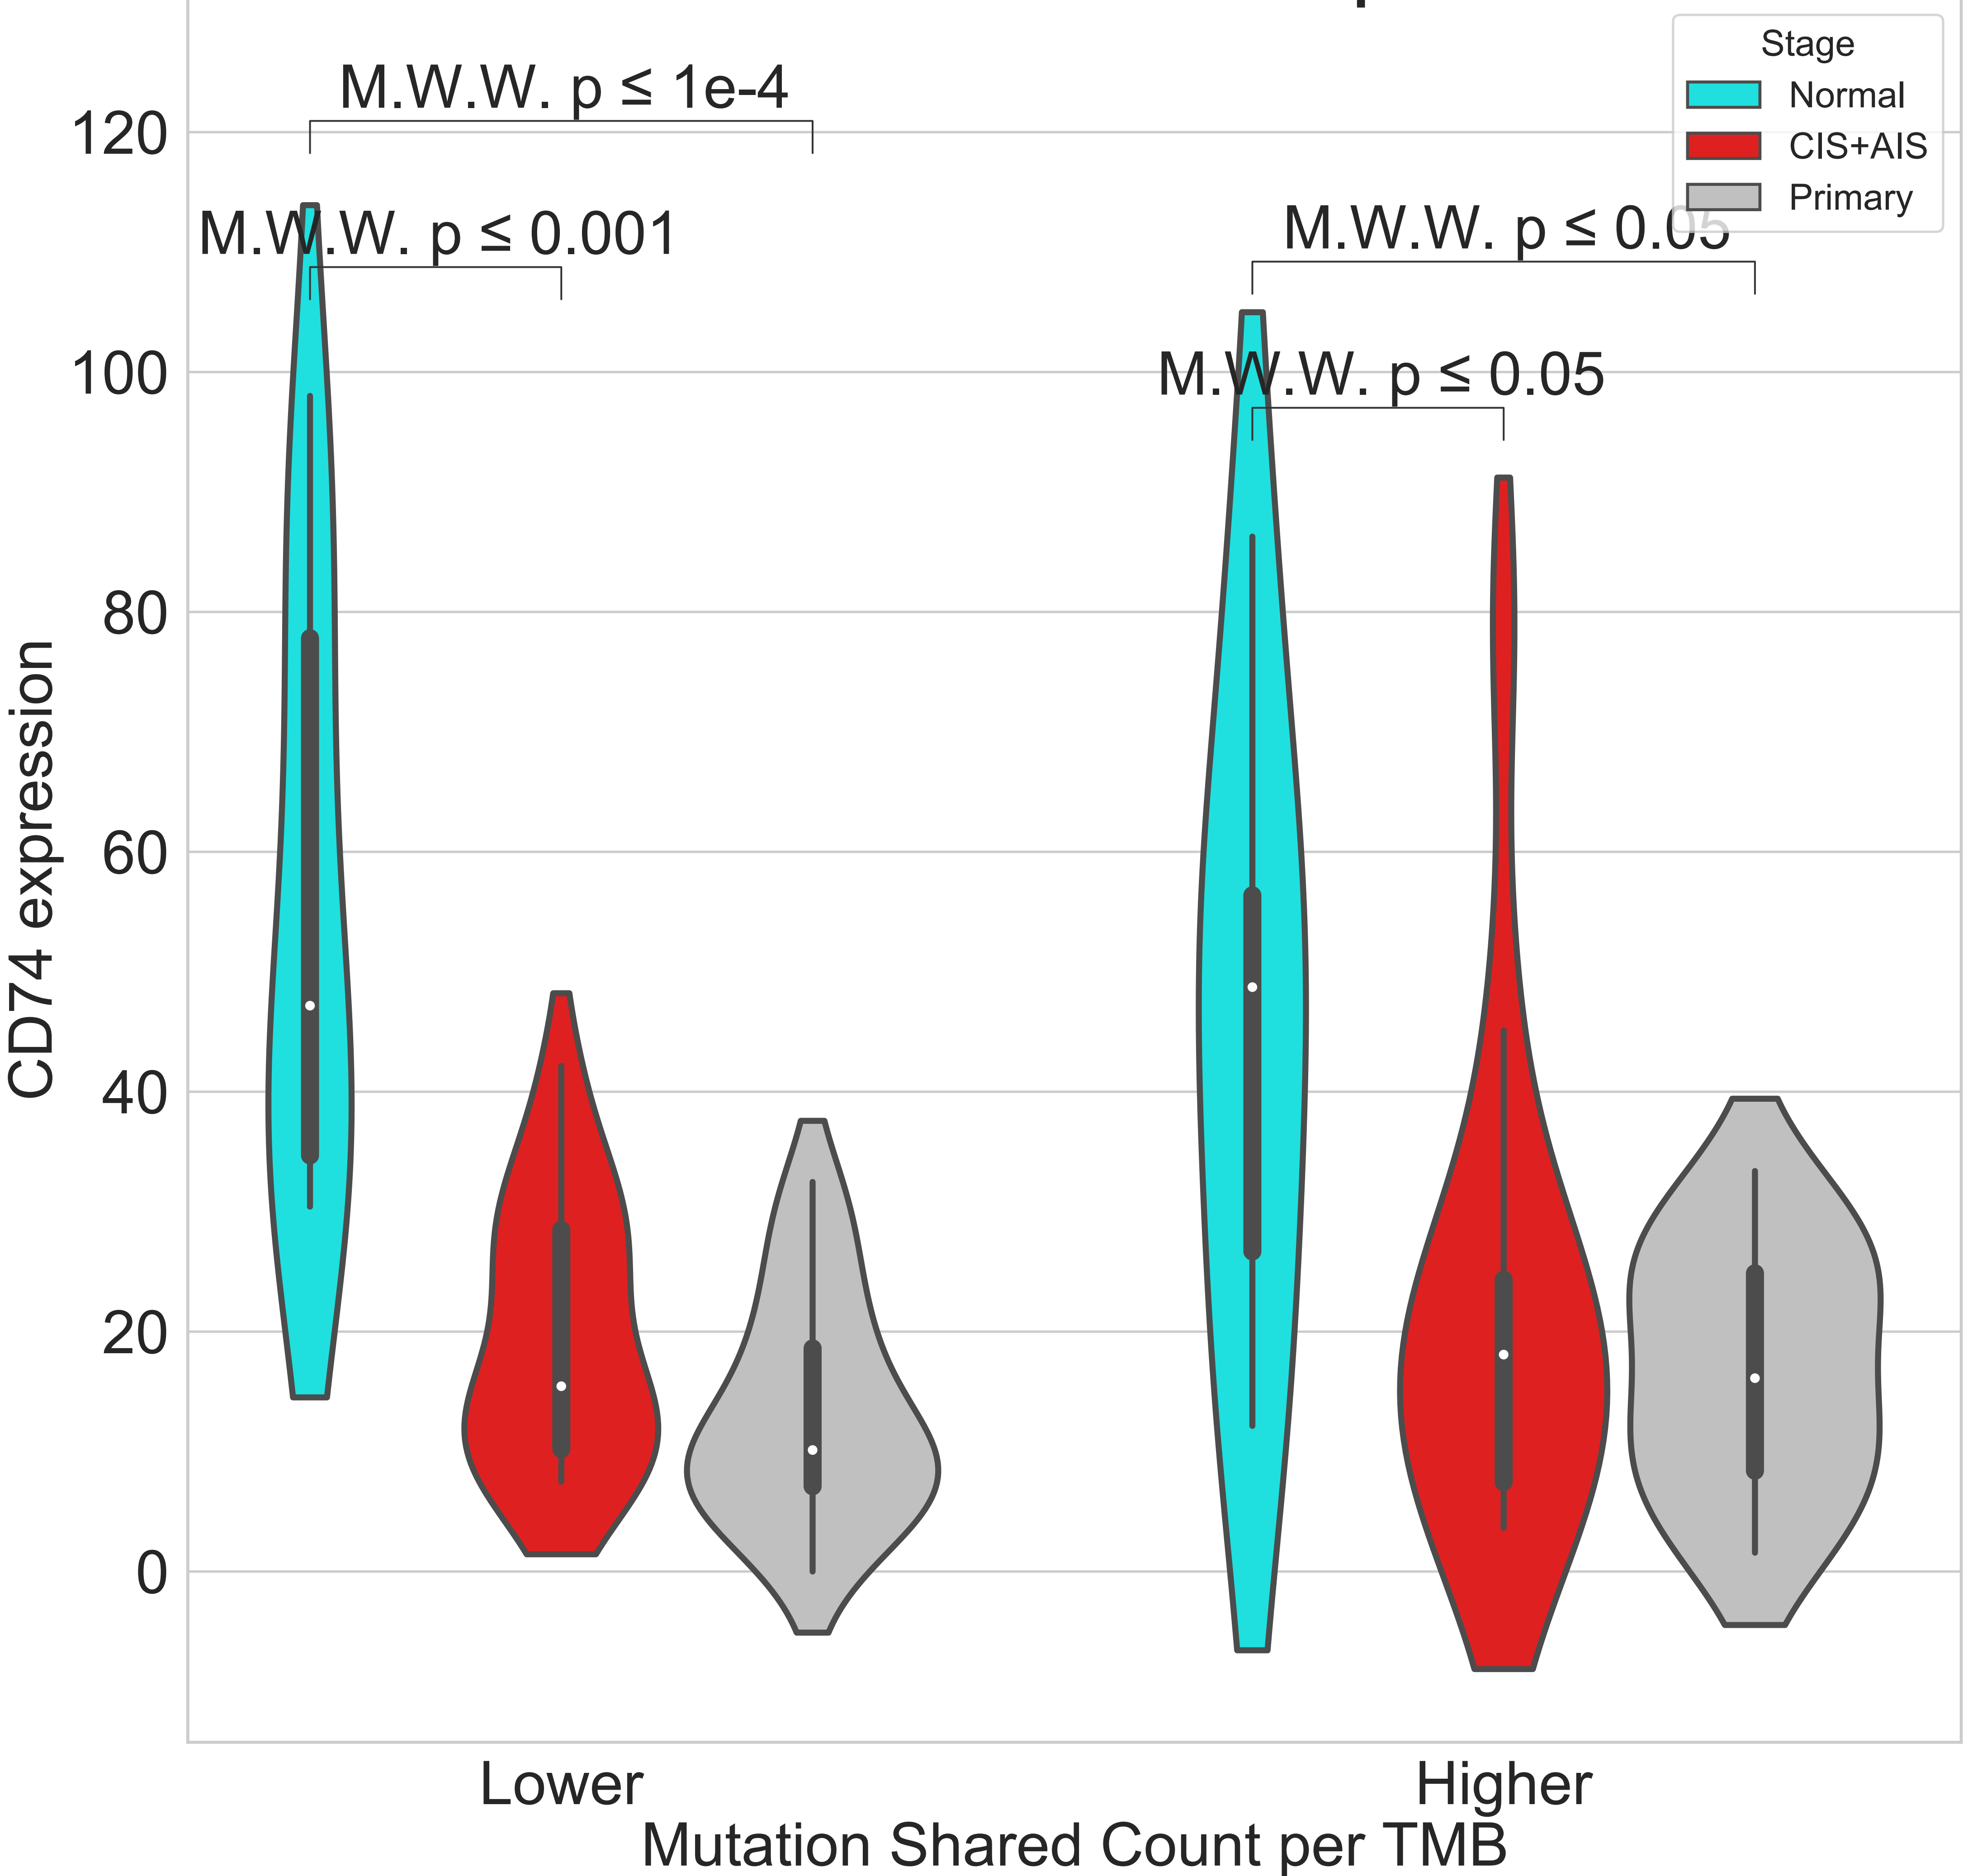 Stage
Normal
CIS+AIS
Primary
M.W.W. p ≤ 1e-4
M.W.W. p ≤ 0.001
M.W.W. p ≤ 0.05
M.W.W. p ≤ 0.05
120
100
80
60
40
20
0
CD74 expression
Lower
Higher
Mutation Shared Count per TMB